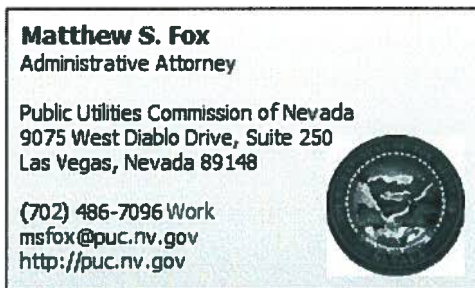 Matthew S. Fox
Administrative Attorney
Public Utilities Commission of Nevada
9075 West Diablo Drive, Suite 250
Las Vegas, Nevada 89148
(702) 486-7096 Work
msfox@puc.nv.gov
http://puc.nv.gov